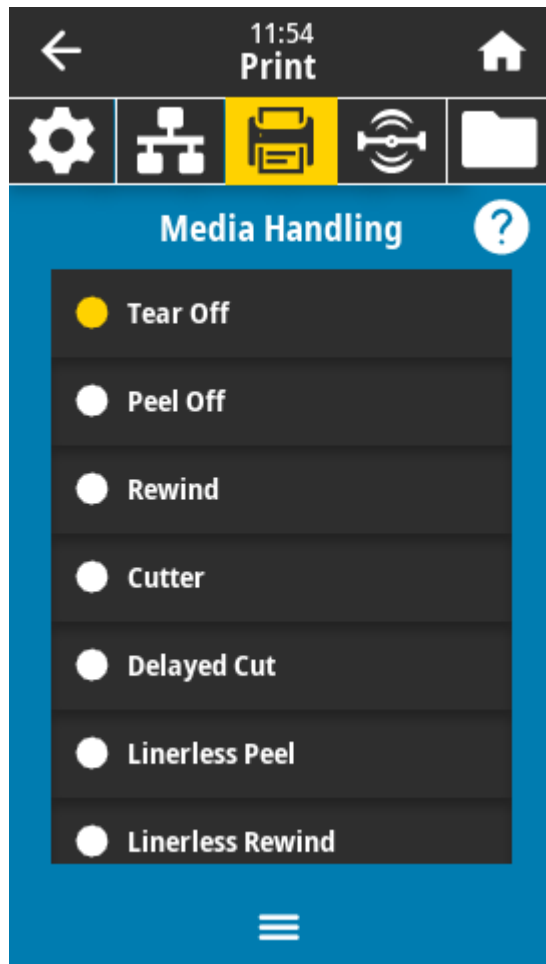 11:54
Print
Media Handling
?
Tear Off
Peel Off
Rewind
Cutter
Delayed Cut
Linerless Peel
Linerless Rewind